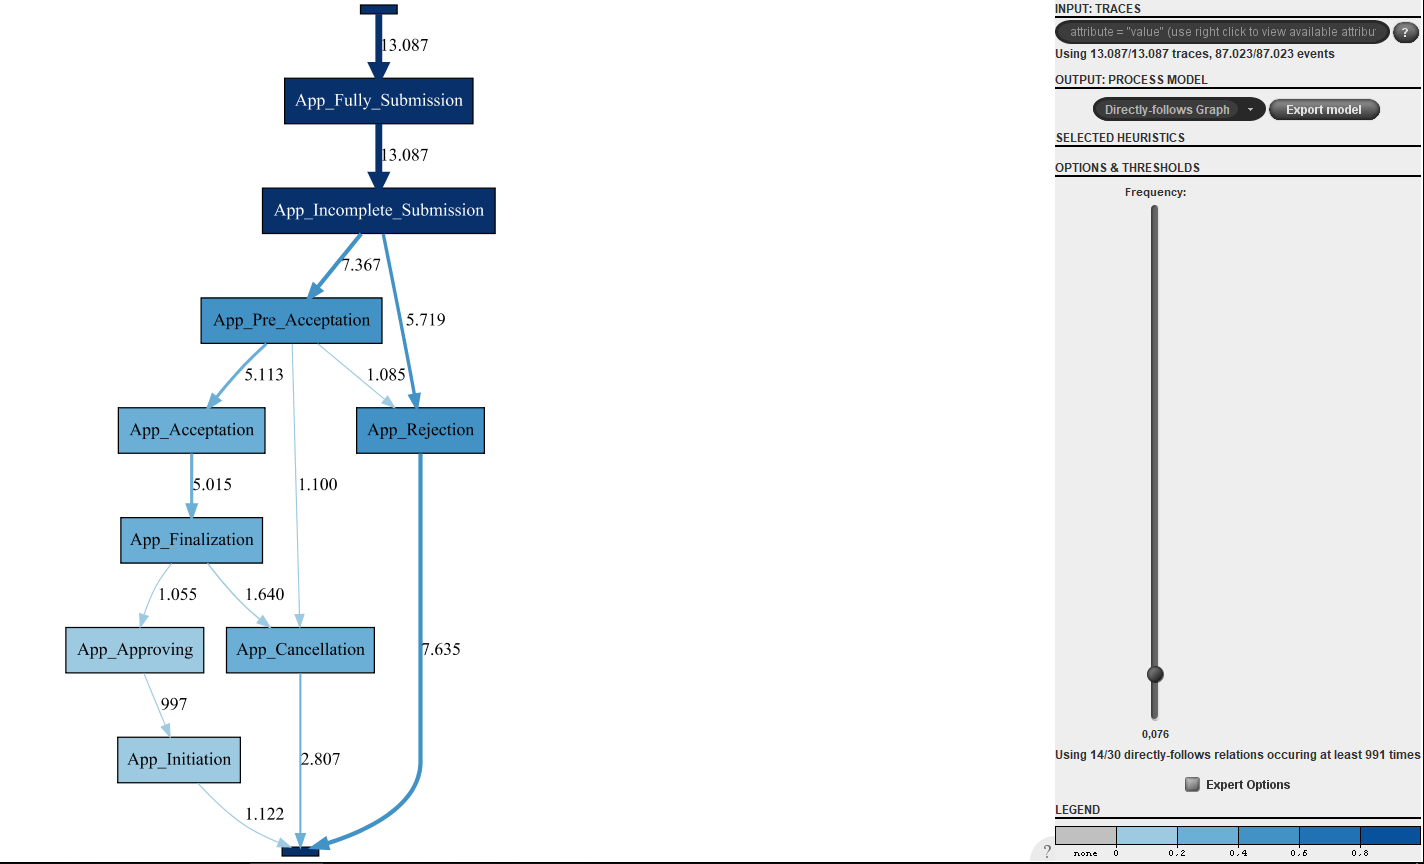 13.087
App_Fully_Submission
13.087
App_Incomplete_Submission
7.367
App_Pre_Acceptation
5.719
5.113
1.085
App_Acceptation
App_Rejection
5.015
1.100
App_Finalization
1.055
1.640
App_Approving
App_Cancellation
7.635
997
App_Initiation
2.807
1.122
INPUT: TRACES
attribute = "value" (use right click to view available attribu
?
Using 13.087/13.087 traces, 87.023/87.023 events
OUTPUT: PROCESS MODEL
Directly-follows Graph
Export model
SELECTED HEURISTICS
OPTIONS & THRESHOLDS
Frequency:
0,076
Using 14/30 directly-follows relations occuring at least 991 times
Expert Options
LEGEND
none 0 0,2 0,4 0,6 0,8
?